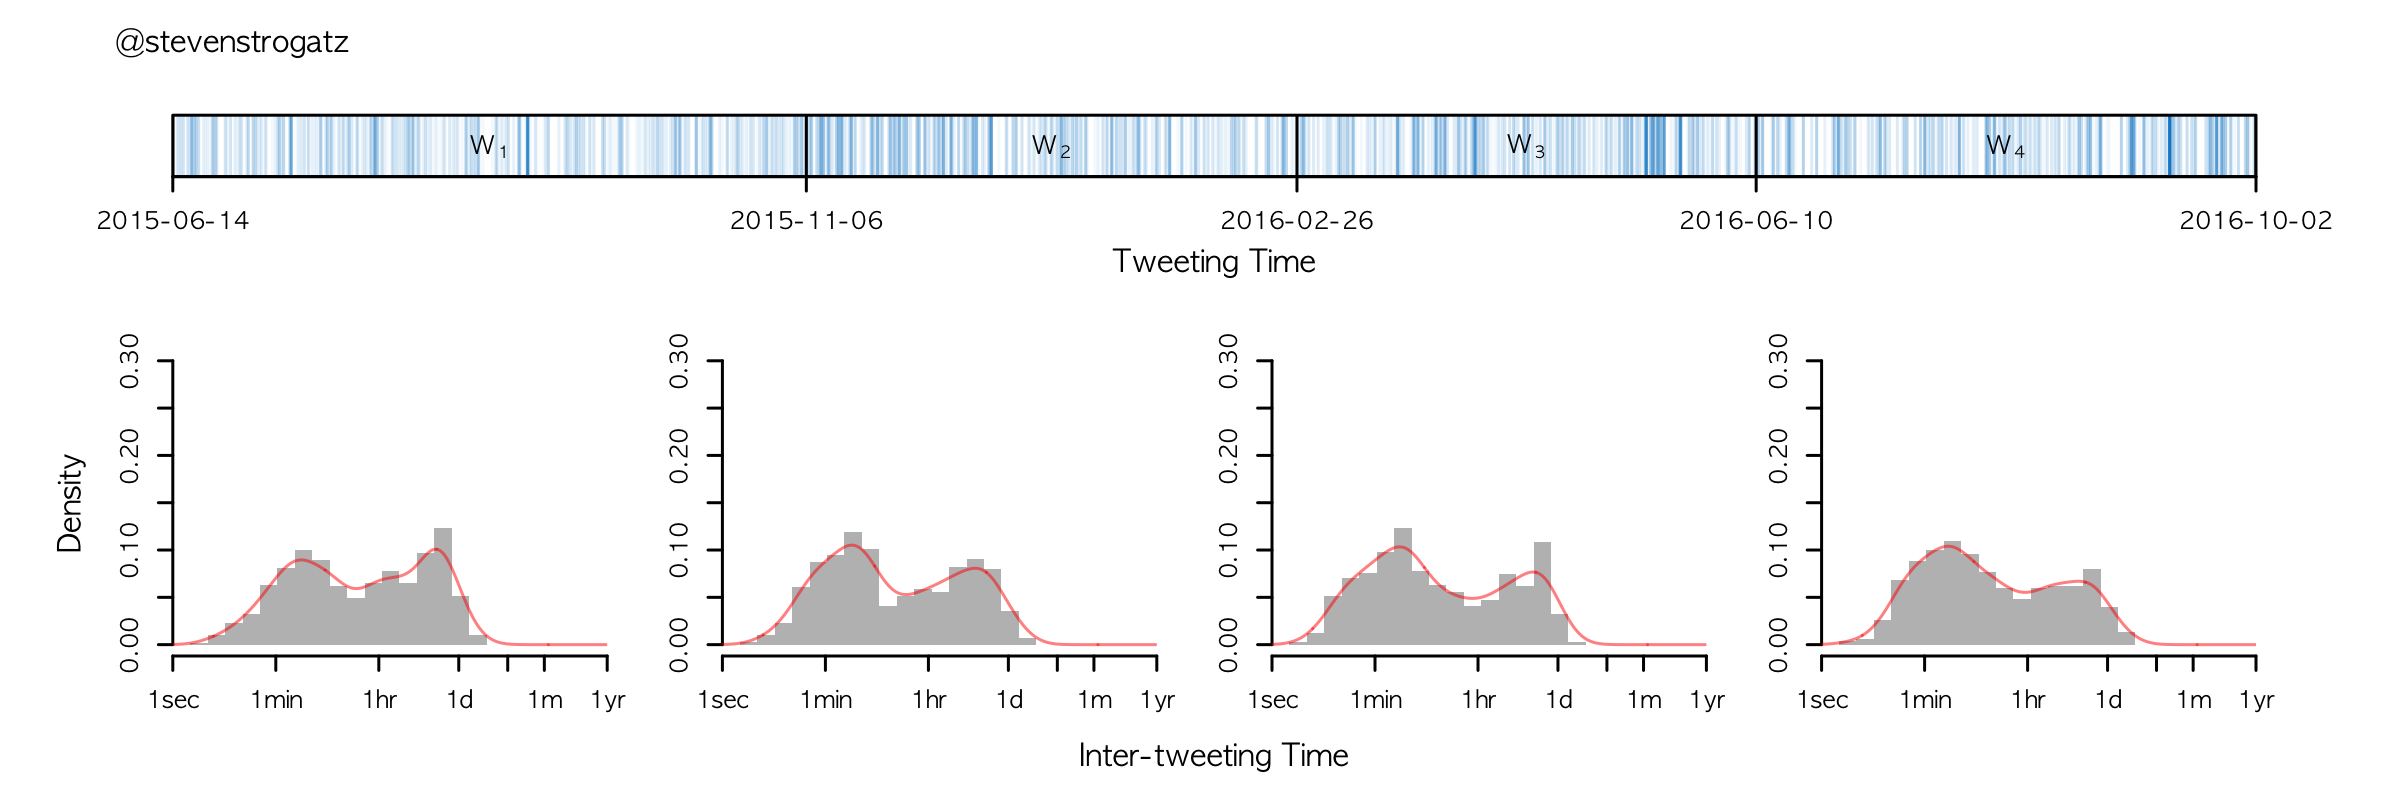 @stevenstrogatz
W1 W2 W3 W4
2015-06-14 2015-11-06 2016-02-26 2016-06-10 2016-10-02
Tweeting Time
Density
0.30 0.30 0.30 0.30
0.20 0.20 0.20 0.20
0.10 0.10 0.10 0.10
0.00 0.00 0.00 0.00
1sec 1min 1hr 1d 1m 1yr 1sec 1min 1hr 1d 1m 1yr 1sec 1min 1hr 1d 1m 1yr 1sec 1min 1hr 1d 1m 1yr
Inter-tweeting Time